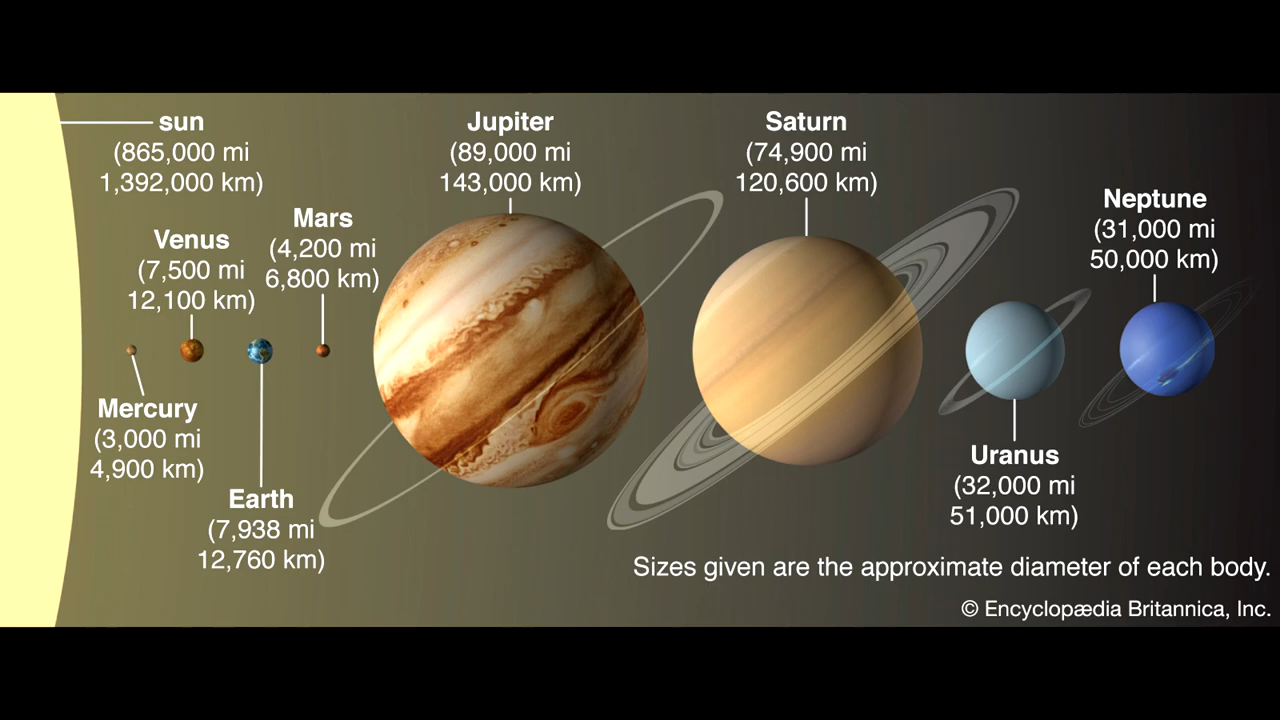 sun
(865,000 mi
1,392,000 km)
Jupiter
(89,000 mi
143,000 km)
Saturn
(74,900 mi
120,600 km)
Neptune
(31,000 mi
50,000 km)
Mars
(4,200 mi
6,800 km)
Venus
(7,500 mi
12,100 km)
Mercury
(3,000 mi
4,900 km)
Earth
(7,938 mi
12,760 km)
Uranus
(32,000 mi
51,000 km)
Sizes given are the approximate diameter of each body.
© Encyclopædia Britannica, Inc.